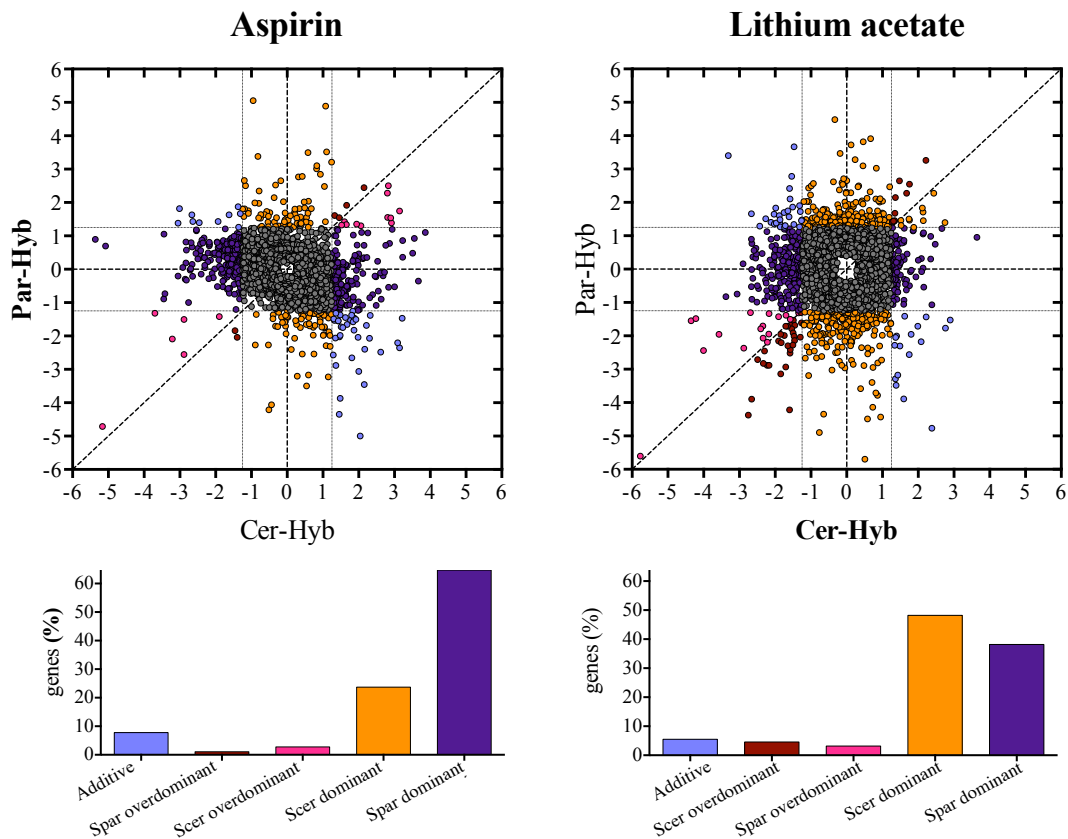 Aspirin
Lithium acetate
6
5
4
3
2
1
0
-1
-2
-3
-4
-5
-6
Par-Hyb
-6 -5 -4 -3 -2 -1 0 1 2 3 4 5 6
Cer-Hyb
6
5
4
3
2
1
0
-1
-2
-3
-4
-5
-6
Par-Hyb
-6 -5 -4 -3 -2 -1 0 1 2 3 4 5 6
Cer-Hyb
60
50
40
30
20
10
0
genes (%)
Additive
Spar overdominant
Scer overdominant
Scer dominant
Spar dominant
60
50
40
30
20
10
0
genes (%)
Additive
Scer overdominant
Spar overdominant
Scer dominant
Spar dominant